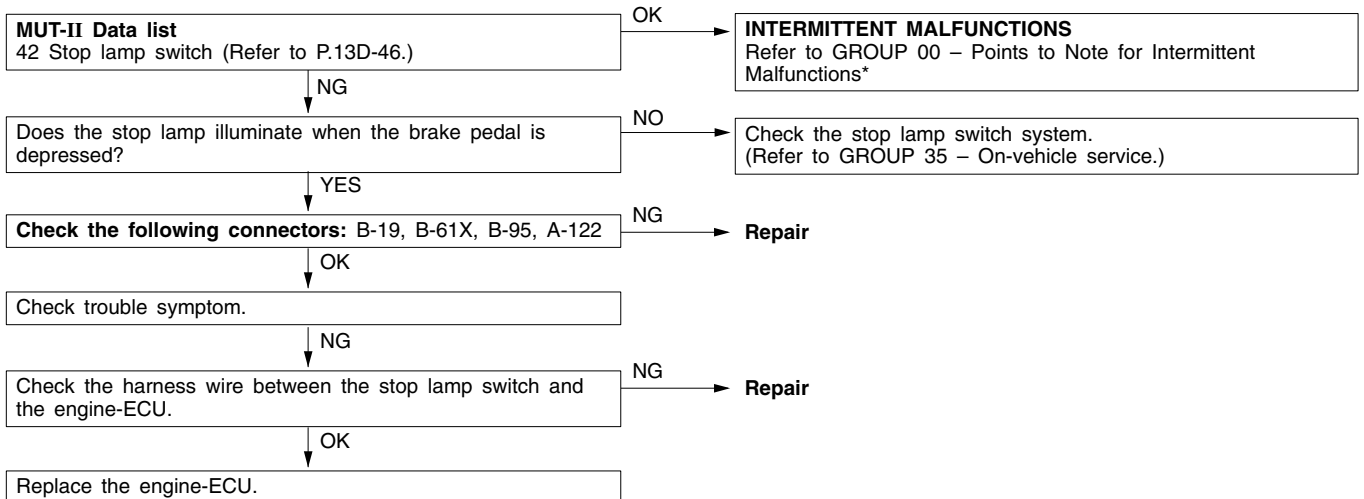 MUT-II Data list
42 Stop lamp switch (Refer to P.13D-46.)
OK
INTERMITTENT MALFUNCTIONS
Refer to GROUP 00 – Points to Note for Intermittent
Malfunctions*
NG
Does the stop lamp illuminate when the brake pedal is
depressed?
NO
Check the stop lamp switch system.
(Refer to GROUP 35 – On-vehicle service.)
YES
Check the following connectors: B-19, B-61X, B-95, A-122
NG
Repair
OK
Check trouble symptom.
NG
Check the harness wire between the stop lamp switch and
the engine-ECU.
NG
Repair
OK
Replace the engine-ECU.